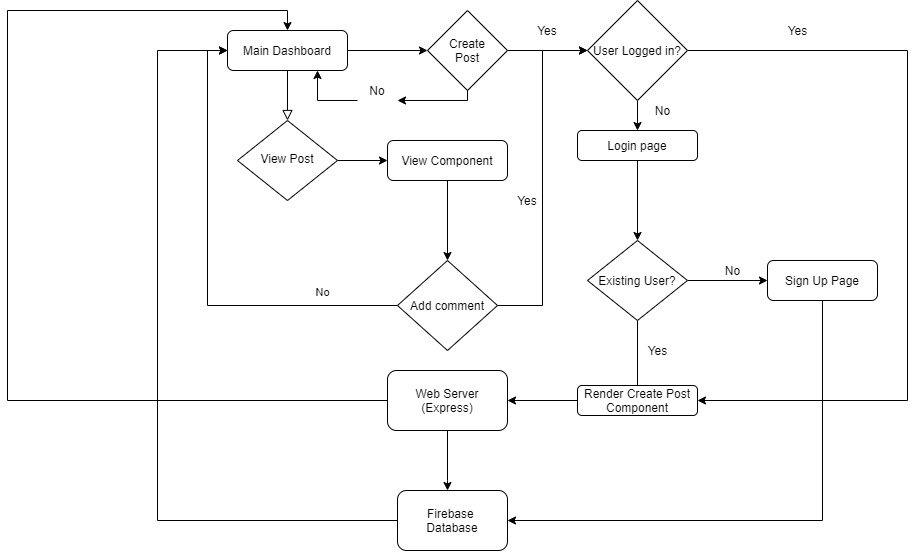 Yes
Yes
Main Dashboard
Create
Post
User Logged in?
No
No
Login page
View Post
View Component
Yes
No
Existing User?
Sign Up Page
No
Add comment
Yes
Web Server
(Express)
Render Create Post
Component
Firebase
Database